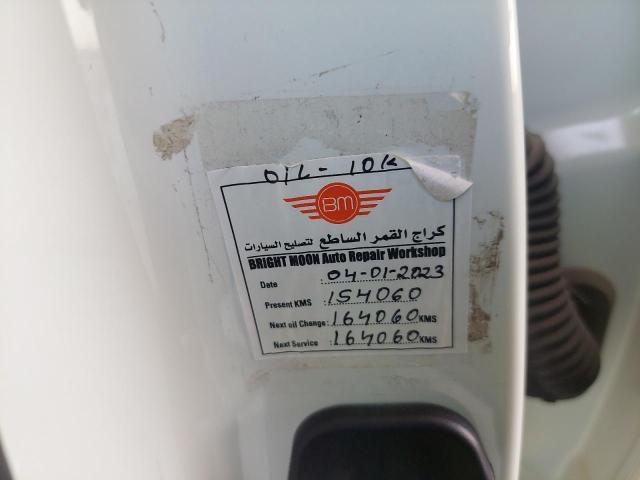 OIL - 10K
BM
كراج القمر الساطع لتصليح السيارات
BRIGHT MOON Auto Repair Workshop
Date 04-01-2023
Present KMS 154060
Next oil Change: 164060 KMS
Next Service : 164060 KMS